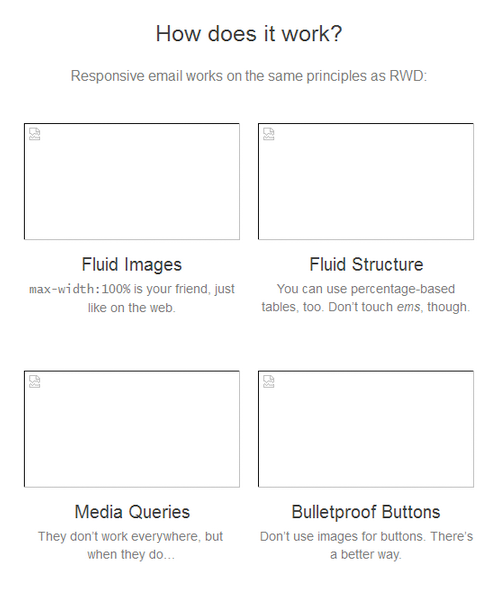 How does it work?
Responsive email works on the same principles as RWD:
Fluid Images
max-width:100% is your friend, just
like on the web.
Fluid Structure
You can use percentage-based
tables, too. Don’t touch ems, though.
Media Queries
They don’t work everywhere, but
when they do…
Bulletproof Buttons
Don’t use images for buttons. There’s
a better way.